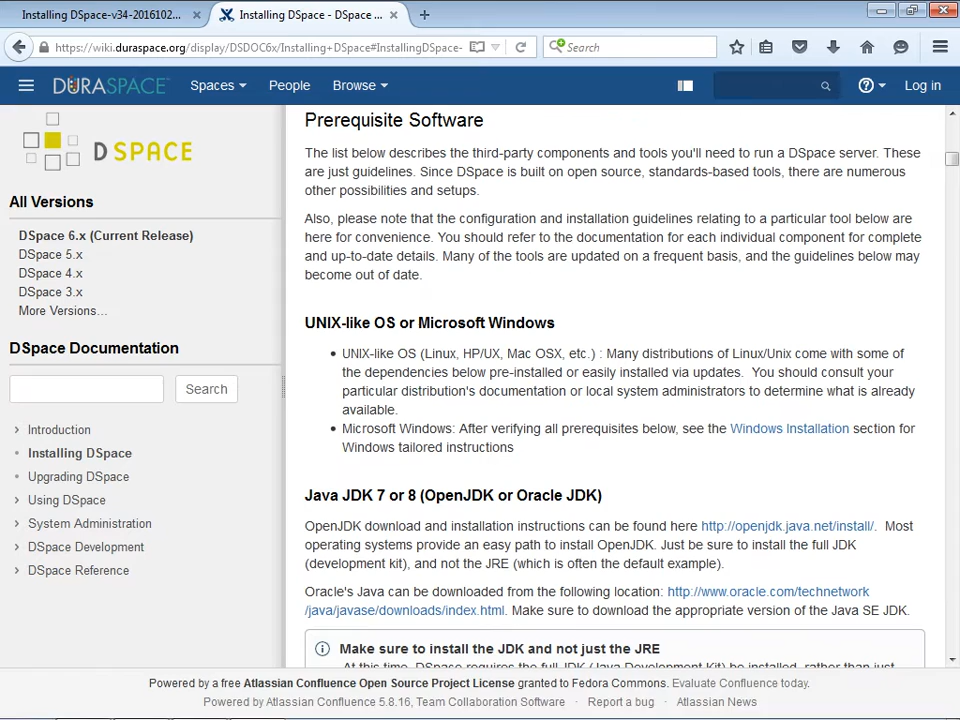 Installing DSpace-v34-2016102...
Installing DSpace - DSpace ...
https://wiki.duraspace.org/display/DSDOC6x/Installing+DSpace#InstallingDSpace-
Search
DURASPACE
Spaces
People
Browse
Log in
DSPACE
All Versions
DSpace 6.x (Current Release)
DSpace 5.x
DSpace 4.x
DSpace 3.x
More Versions...
DSpace Documentation
Search
Introduction
Installing DSpace
Upgrading DSpace
Using DSpace
System Administration
DSpace Development
DSpace Reference
Prerequisite Software
The list below describes the third-party components and tools you'll need to run a DSpace server. These
are just guidelines. Since DSpace is built on open source, standards-based tools, there are numerous
other possibilities and setups.
Also, please note that the configuration and installation guidelines relating to a particular tool below are
here for convenience. You should refer to the documentation for each individual component for complete
and up-to-date details. Many of the tools are updated on a frequent basis, and the guidelines below may
become out of date.
UNIX-like OS or Microsoft Windows
• UNIX-like OS (Linux, HP/UX, Mac OSX, etc.) : Many distributions of Linux/Unix come with some of
the dependencies below pre-installed or easily installed via updates. You should consult your
particular distribution's documentation or local system administrators to determine what is already
available.
• Microsoft Windows: After verifying all prerequisites below, see the Windows Installation section for
Windows tailored instructions
Java JDK 7 or 8 (OpenJDK or Oracle JDK)
OpenJDK download and installation instructions can be found here http://openjdk.java.net/install/. Most
operating systems provide an easy path to install OpenJDK. Just be sure to install the full JDK
(development kit), and not the JRE (which is often the default example).
Oracle's Java can be downloaded from the following location: http://www.oracle.com/technetwork
/java/javase/downloads/index.html. Make sure to download the appropriate version of the Java SE JDK.
Make sure to install the JDK and not just the JRE
At this time, DSpace requires the full JDK (Java Development Kit) be installed, rather than just
Powered by a free Atlassian Confluence Open Source Project License granted to Fedora Commons. Evaluate Confluence today.
Powered by Atlassian Confluence 5.8.16, Team Collaboration Software · Report a bug · Atlassian News